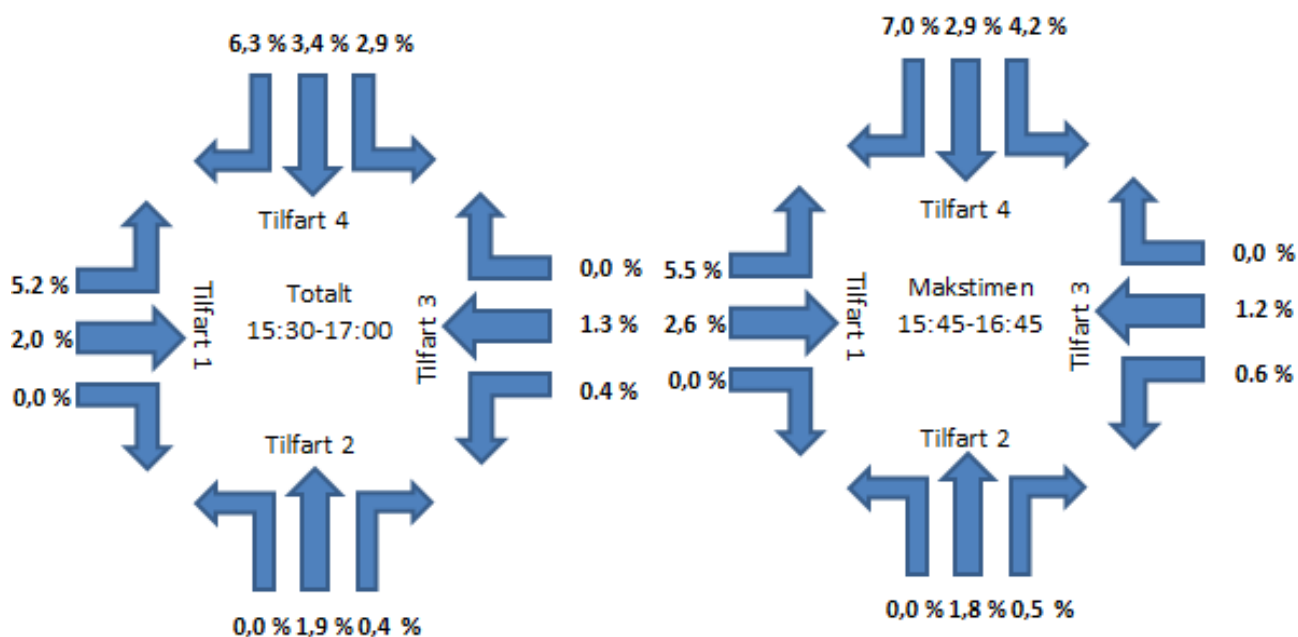 6,3 % 3,4 % 2,9 %
Tilfart 4
5.2 %
2,0 %
0,0 %
Tilfart 1
Totalt
15:30-17:00
Tilfart 3
0,0 %
1.3 %
0.4 %
Tilfart 2
0,0 % 1,9 % 0,4 %
7,0 % 2,9 % 4,2 %
Tilfart 4
5.5 %
2,6 %
0,0 %
Tilfart 1
Makstimen
15:45-16:45
Tilfart 3
0,0 %
1.2 %
0.6 %
Tilfart 2
0,0 % 1,8 % 0,5 %